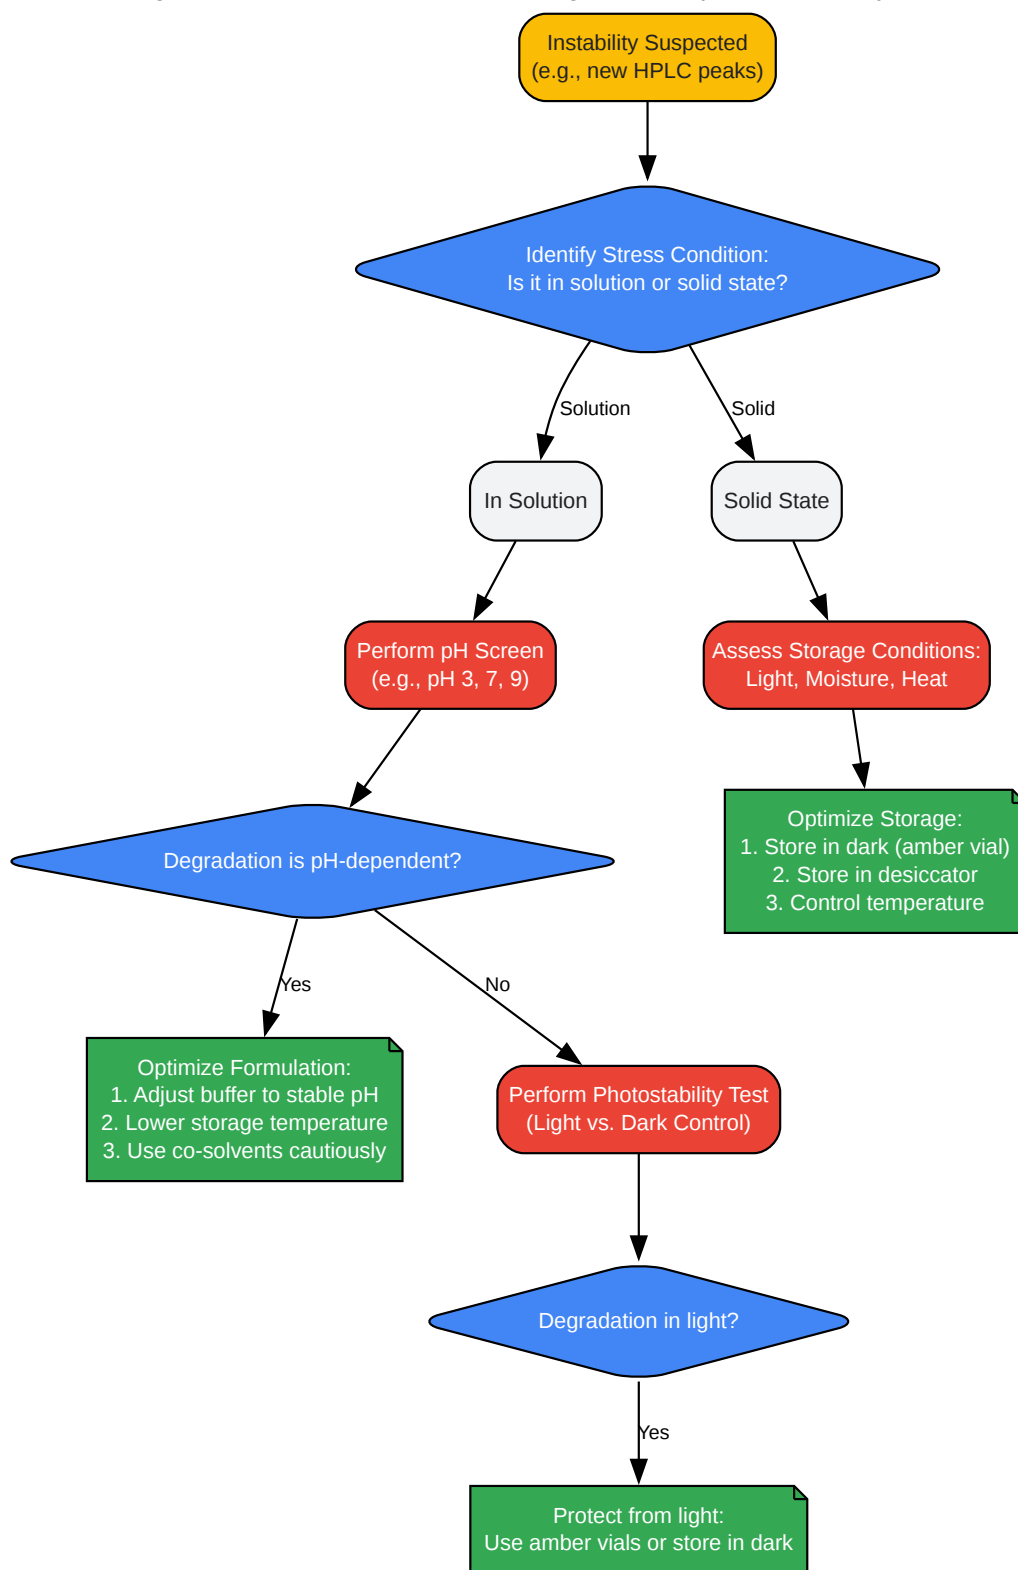 Instability Suspected
(e.g., new HPLC peaks)
Identify Stress Condition:
Is it in solution or solid state?
Solution
Solid
In Solution
Solid State
Perform pH Screen
(e.g., pH 3, 7, 9)
Assess Storage Conditions:
Light, Moisture, Heat
Optimize Storage:
1. Store in dark (amber vial)
2. Store in desiccator
3. Control temperature
Degradation is pH-dependent?
Yes
No
Optimize Formulation:
1. Adjust buffer to stable pH
2. Lower storage temperature
3. Use co-solvents cautiously
Perform Photostability Test
(Light vs. Dark Control)
Degradation in light?
Yes
Protect from light:
Use amber vials or store in dark